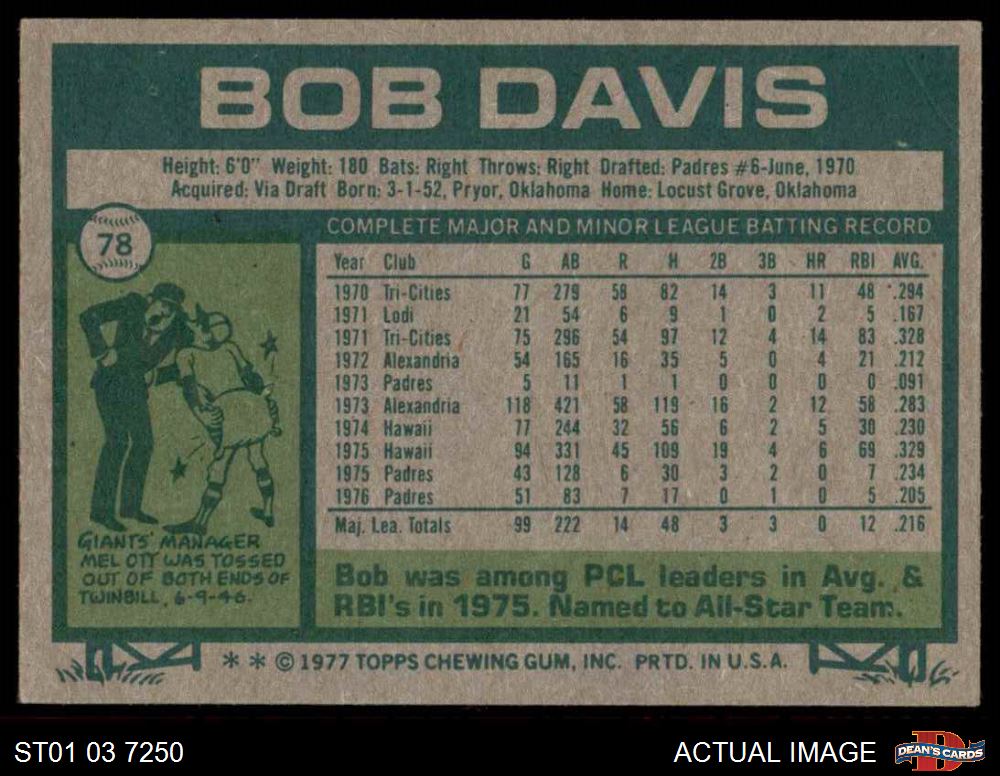 BOB DAVIS
Height: 6'0" Weight: 180 Bats: Right Throws: Right Drafted: Padres #6-June, 1970
Acquired: Via Draft Born: 3-1-52, Pryor, Oklahoma Home: Locust Grove, Oklahoma
78
COMPLETE MAJOR AND MINOR LEAGUE BATTING RECORD
Year Club G AB R H 2B 3B HR RBI AVG.
1970 Tri-Cities 77 279 58 82 14 3 11 48 .294
1971 Lodi 21 54 6 9 1 0 2 5 .167
1971 Tri-Cities 75 296 54 97 12 4 14 83 .328
1972 Alexandria 54 165 16 35 5 0 4 21 .212
1973 Padres 5 11 1 1 0 0 0 0 .091
1973 Alexandria 118 421 58 119 16 2 12 58 .283
1974 Hawaii 77 244 32 56 6 2 5 30 .230
1975 Hawaii 94 331 45 109 19 4 6 69 .329
1975 Padres 43 128 6 30 3 2 0 7 .234
1976 Padres 51 83 7 17 0 1 0 5 .205
Maj. Lea. Totals 99 222 14 48 3 3 0 12 .216
GIANTS' MANAGER
MEL OTT WAS TOSSED
OUT OF BOTH ENDS OF
TWINBILL, 6-9-46.
Bob was among PCL leaders in Avg. &
RBI's in 1975. Named to All-Star Team.
* * © 1977 TOPPS CHEWING GUM, INC. PRTD. IN U.S.A.
ST01 03 7250
ACTUAL IMAGE
DEAN'S CARDS